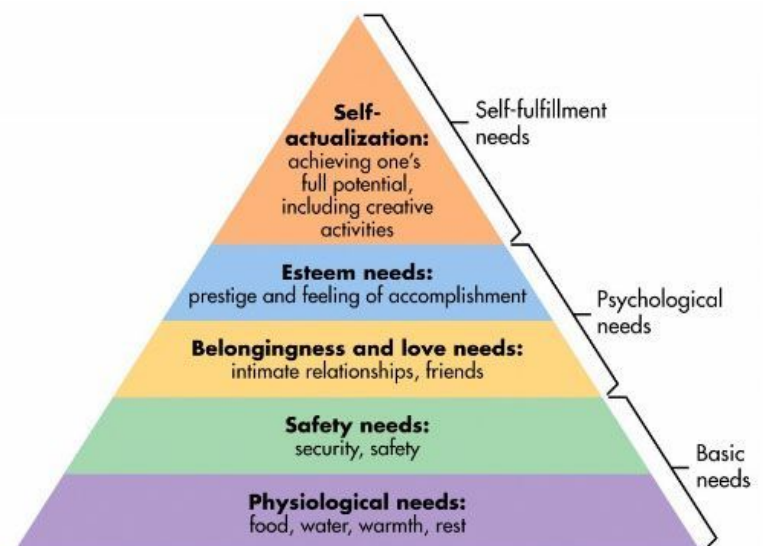 Self-
actualization:
achieving one's
full potential,
including creative
activities
Self-fulfillment
needs
Esteem needs:
prestige and feeling of accomplishment
Belongingness and love needs:
intimate relationships, friends
Psychological
needs
Safety needs:
security, safety
Physiological needs:
food, water, warmth, rest
Basic
needs